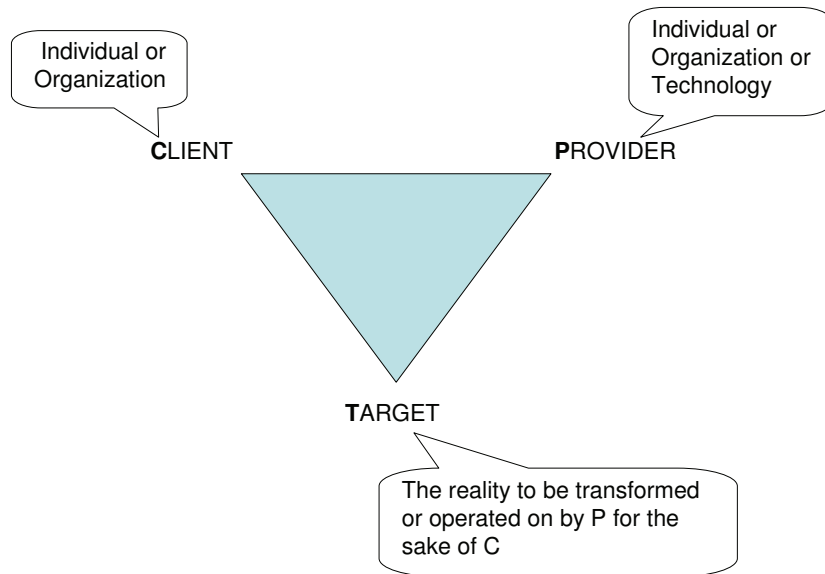 Individual or
Organization
Individual or
Organization or
Technology
CLIENT
PROVIDER
TARGET
The reality to be transformed
or operated on by P for the
sake of C